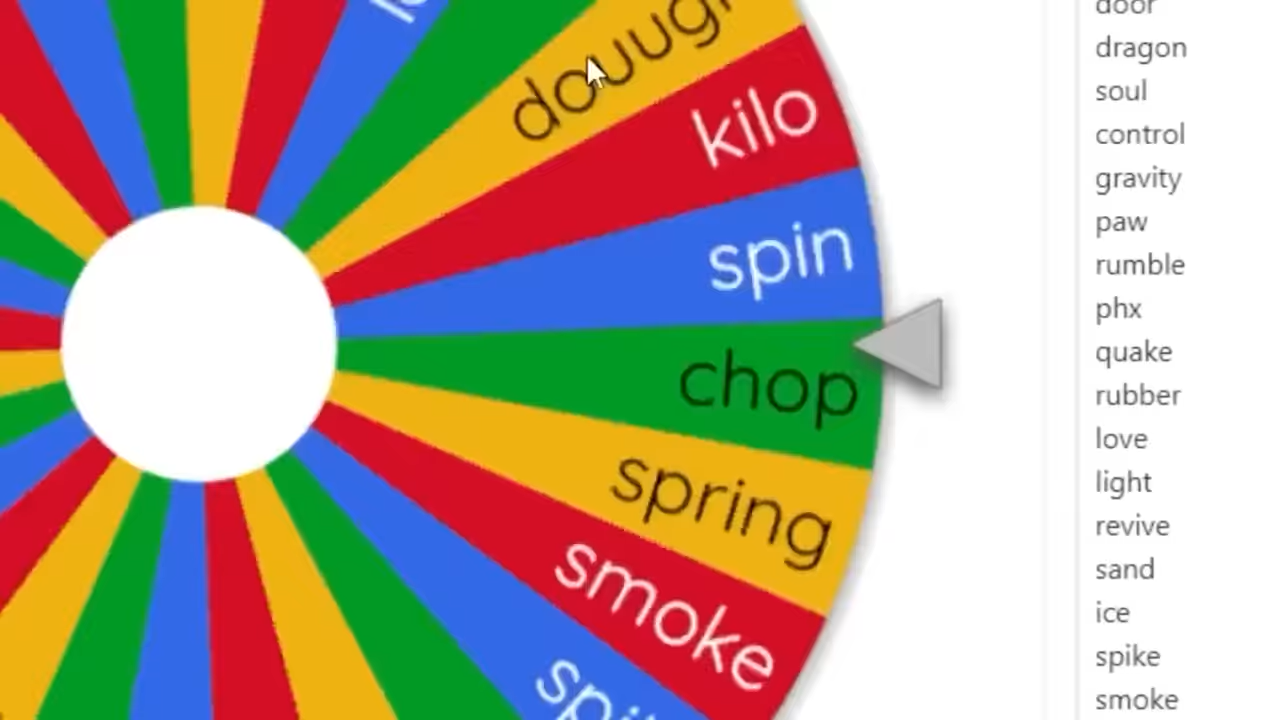 kilo
spin
chop
spring
smoke
door
dragon
soul
control
gravity
paw
rumble
phx
quake
rubber
love
light
revive
sand
ice
spike
smoke